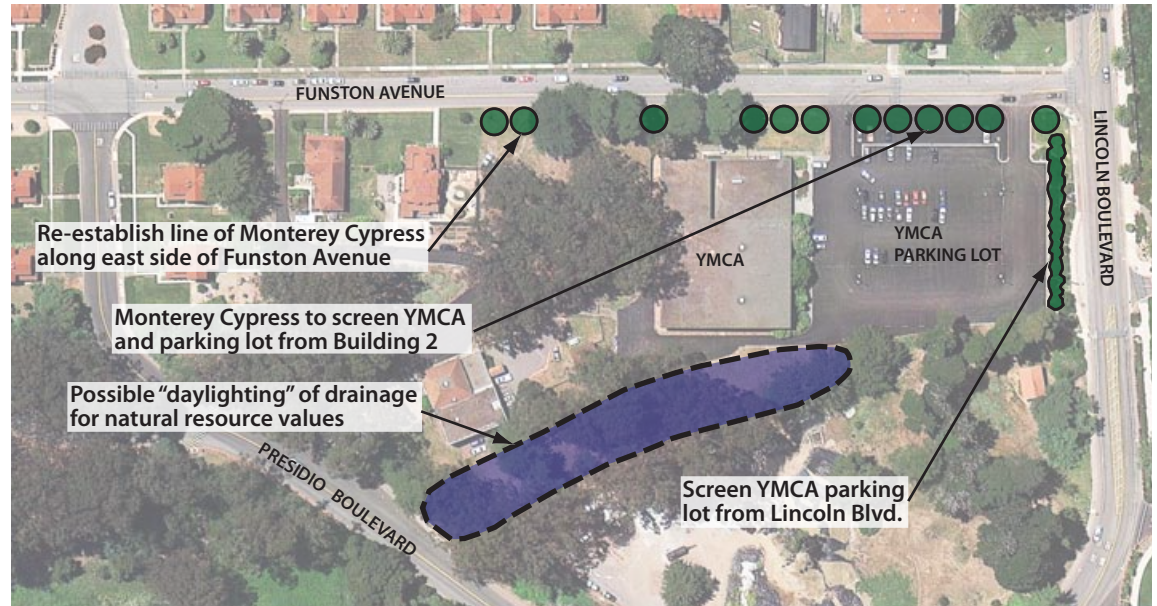 FUNSTON AVENUE
LINCOLN BOULEVARD
Re-establish line of Monterey Cypress
along east side of Funston Avenue
YMCA
YMCA
PARKING LOT
Monterey Cypress to screen YMCA
and parking lot from Building 2
Possible “daylighting” of drainage
for natural resource values
PRESIDIO BOULEVARD
Screen YMCA parking
lot from Lincoln Blvd.